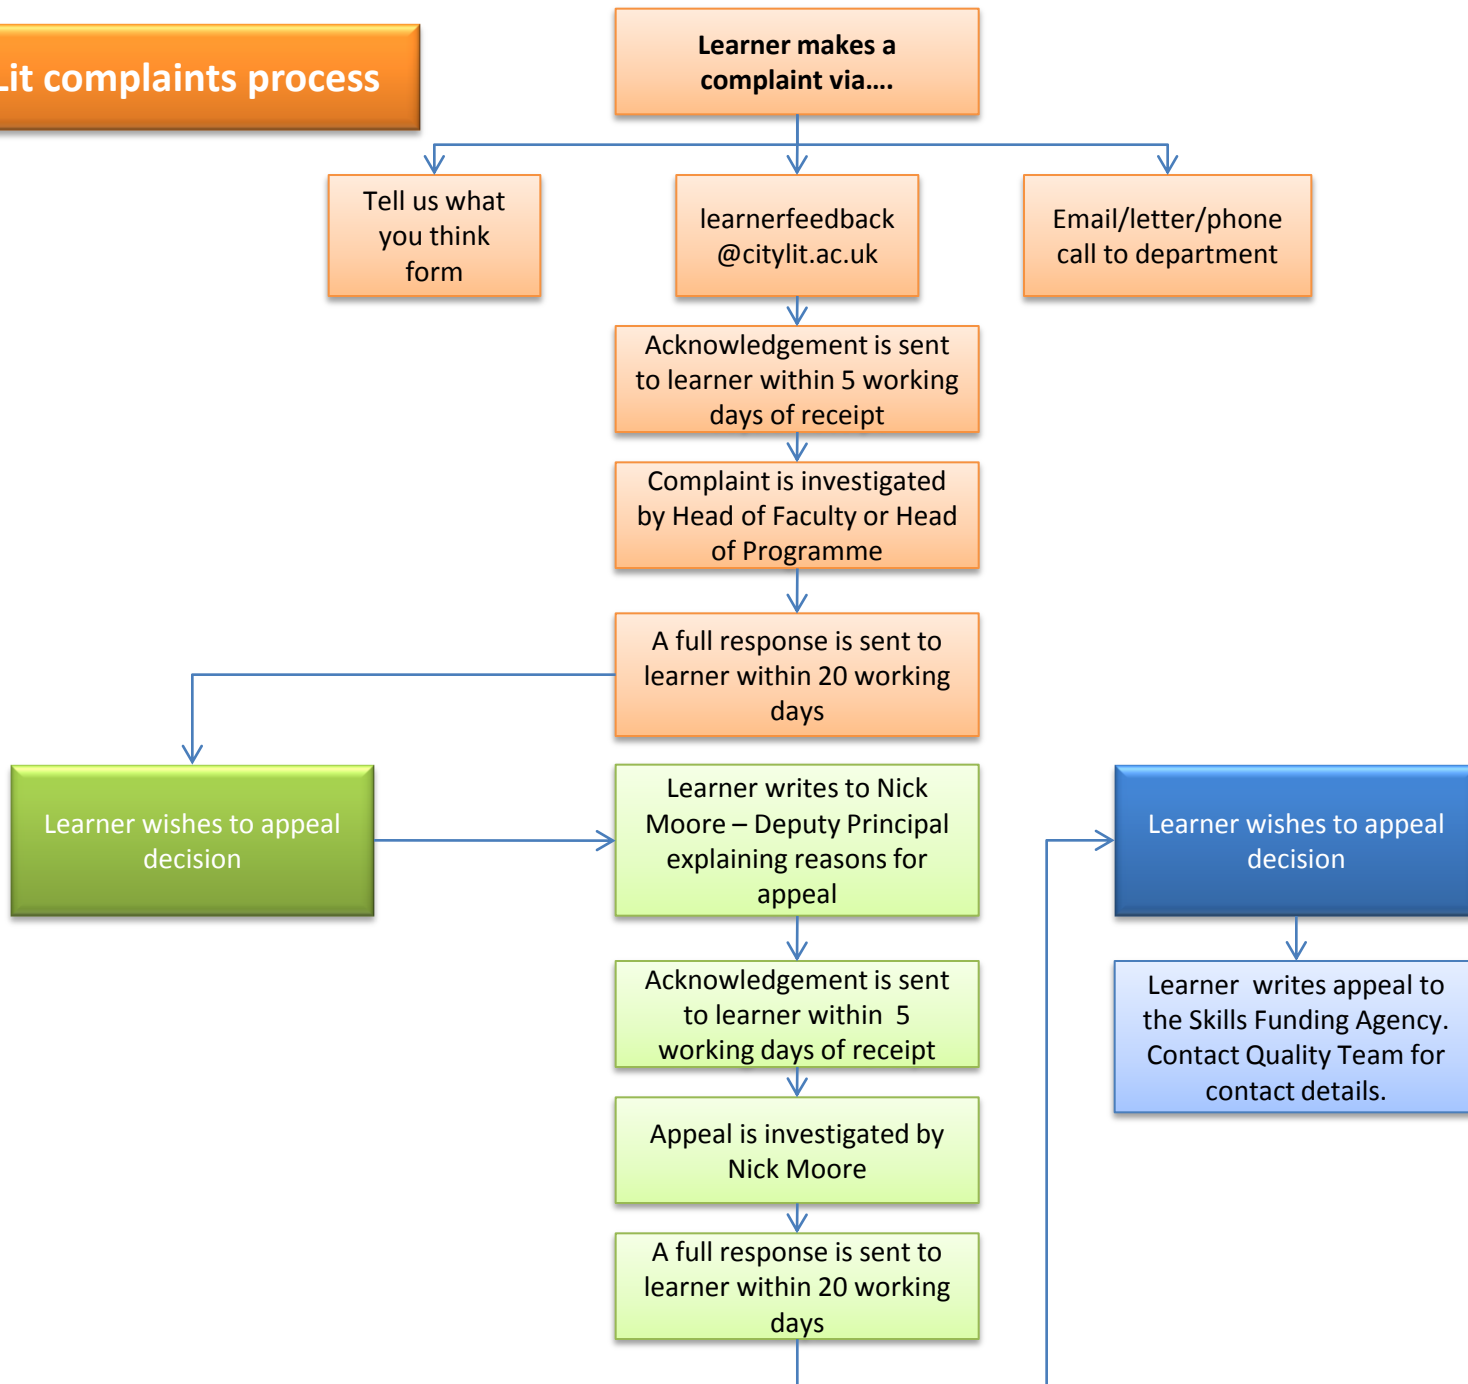 Lit complaints process
Learner makes a
complaint via....
Tell us what
you think
form
learnerfeedback
@citylit.ac.uk
Email/letter/phone
call to department
Acknowledgement is sent
to learner within 5 working
days of receipt
Complaint is investigated
by Head of Faculty or Head
of Programme
A full response is sent to
learner within 20 working
days
Learner wishes to appeal
decision
Learner writes to Nick
Moore – Deputy Principal
explaining reasons for
appeal
Learner wishes to appeal
decision
Acknowledgement is sent
to learner within  5
working days of receipt
Learner  writes appeal to
the Skills Funding Agency.
Contact Quality Team for
contact details.
Appeal is investigated by
Nick Moore
A full response is sent to
learner within 20 working
days